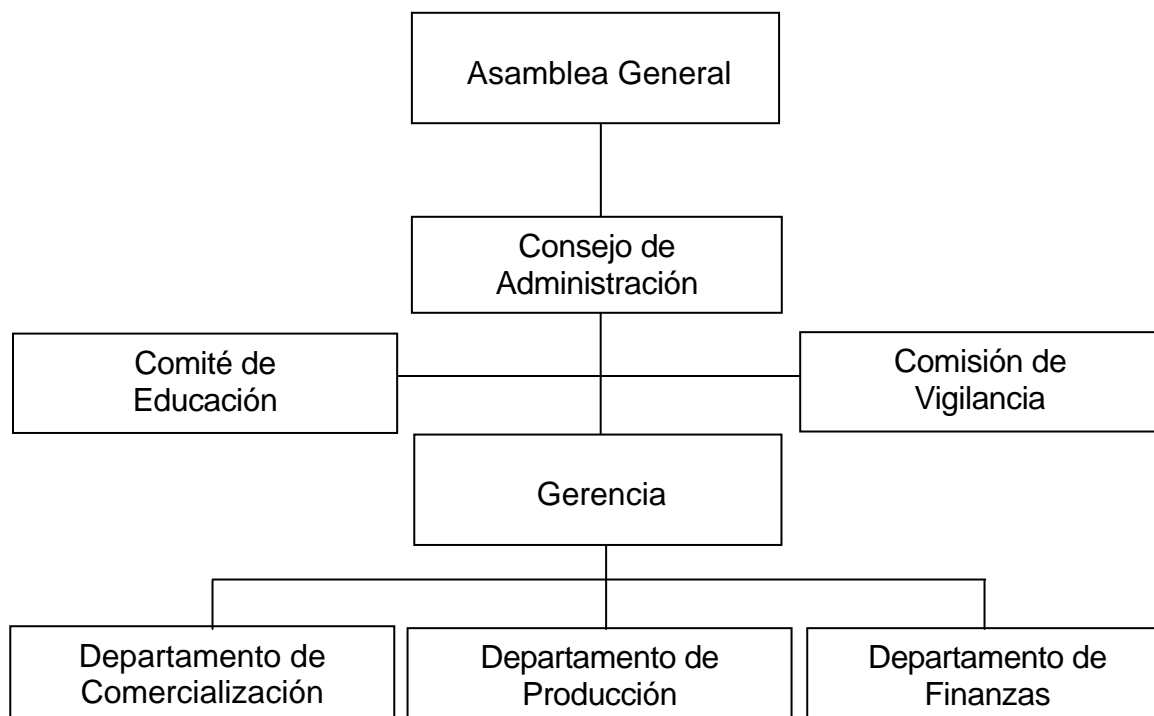 Asamblea General
Consejo de
Administración
Comité de
Educación
Comisión de
Vigilancia
Gerencia
Departamento de
Comercialización
Departamento de
Producción
Departamento de
Finanzas